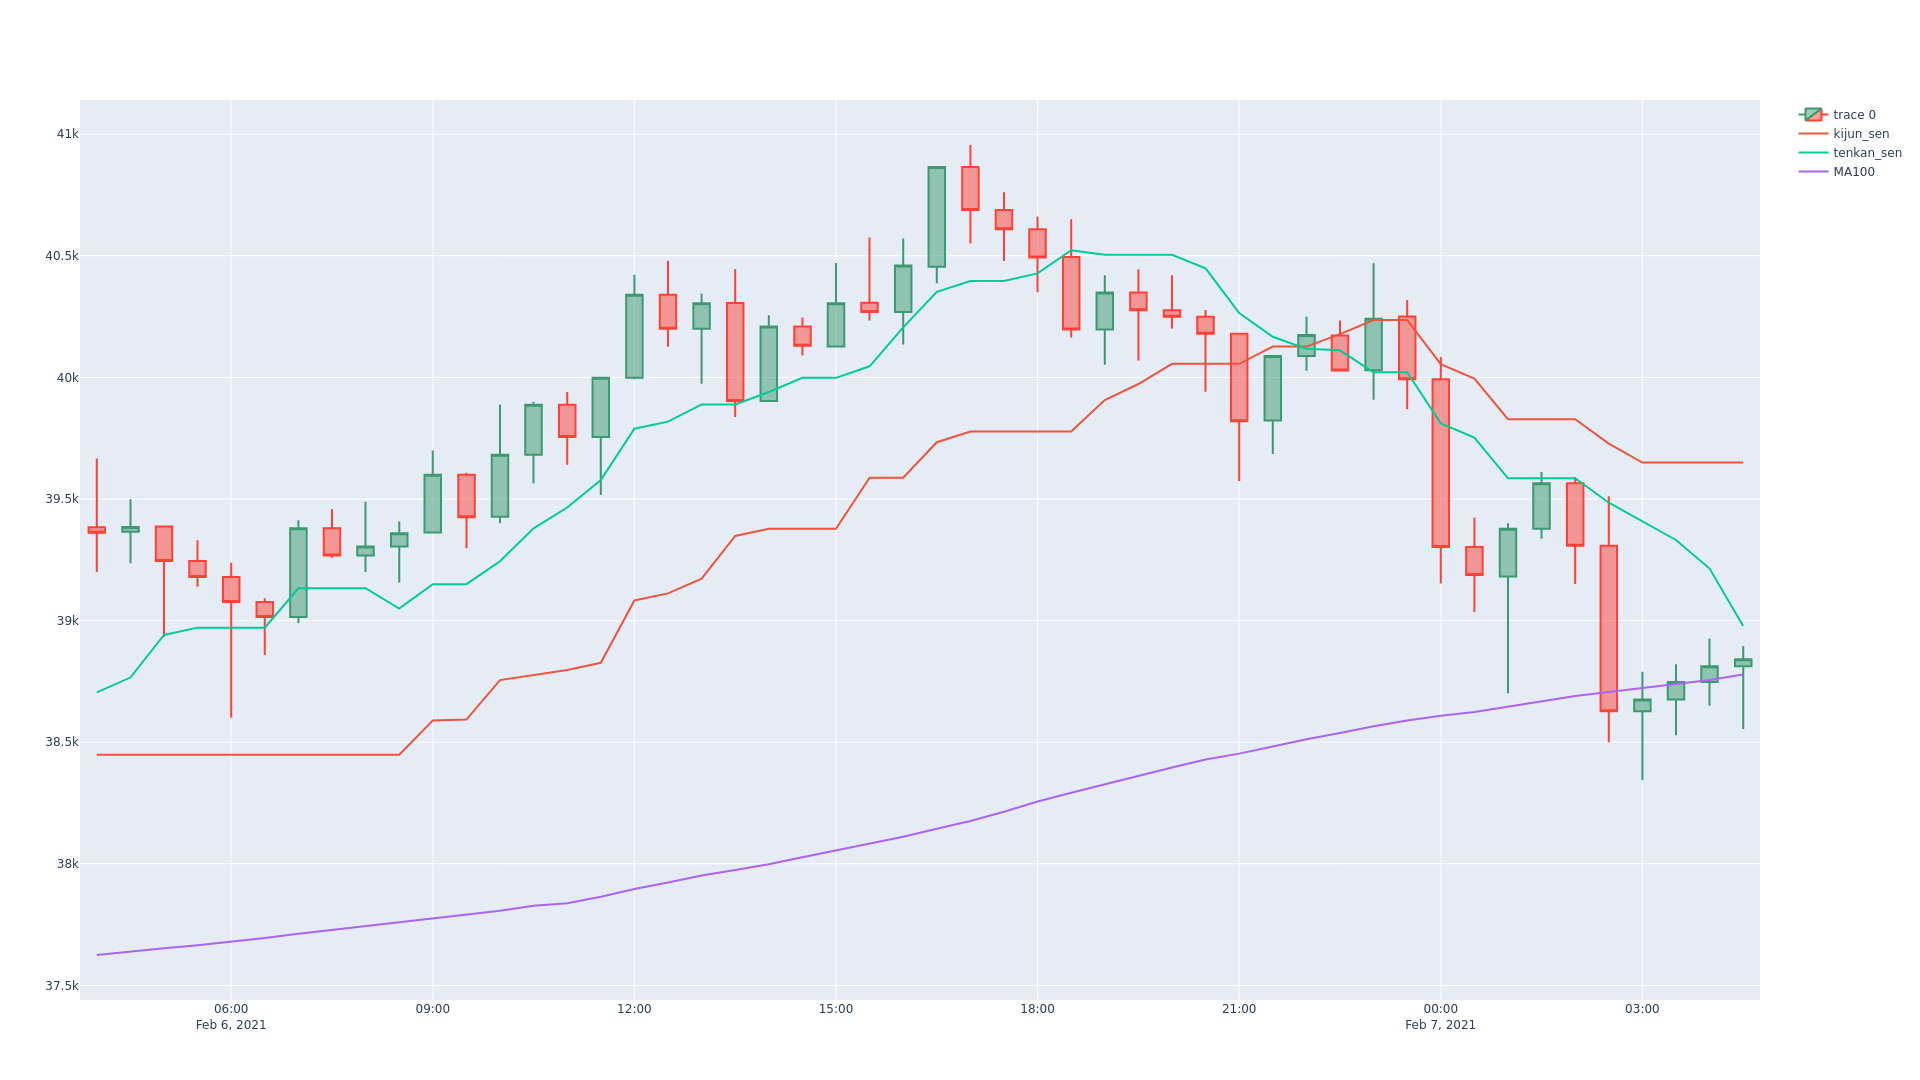 trace 0
kijun_sen
tenkan_sen
MA100
41k
40.5k
40k
39.5k
39k
38.5k
38k
37.5k
06:00 09:00 12:00 15:00 18:00 21:00 00:00 03:00
Feb 6, 2021 Feb 7, 2021